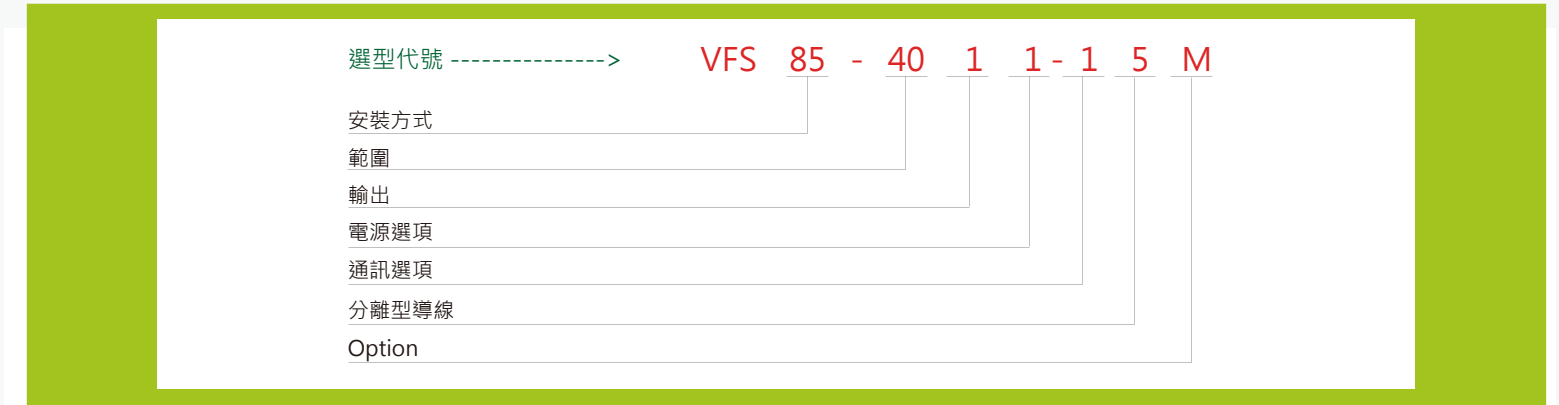 選型代號 ---------------> VFS 85 - 40 1 1 - 1 5 M
安裝方式
範圍
輸出
電源選項
通訊選項
分離型導線
Option